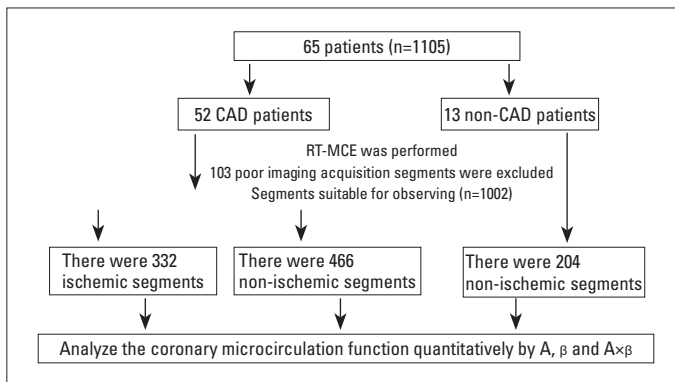 65 patients (n=1105)
52 CAD patients
13 non-CAD patients
RT-MCE was performed
103 poor imaging acquisition segments were excluded
Segments suitable for observing (n=1002)
There were 332
ischemic segments
There were 466
non-ischemic segments
There were 204
non-ischemic segments
Analyze the coronary microcirculation function quantitatively by A, β and A×β